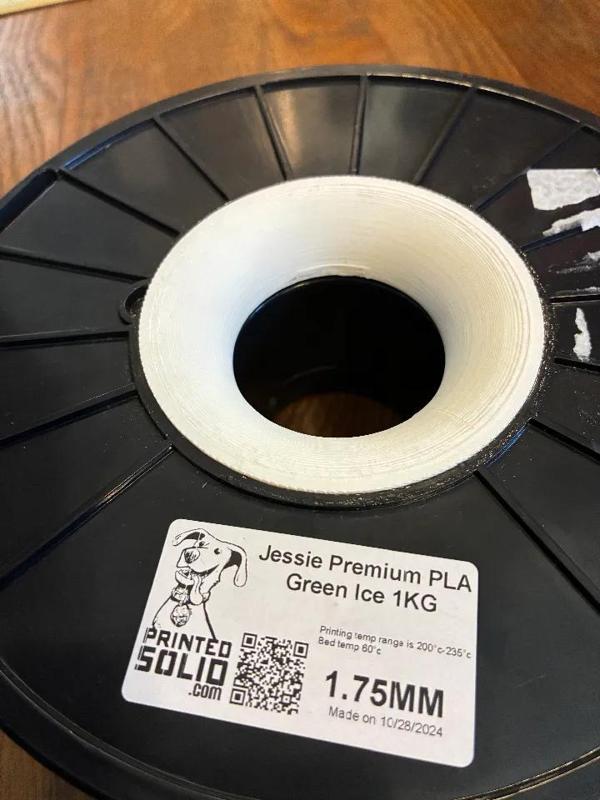 Jessie Premium PLA
Green Ice 1KG
Printing temp range is 200°c-235°c
Bed temp 60°c
PRINTED
SOLID
.com
1.75MM
Made on 10/28/2024